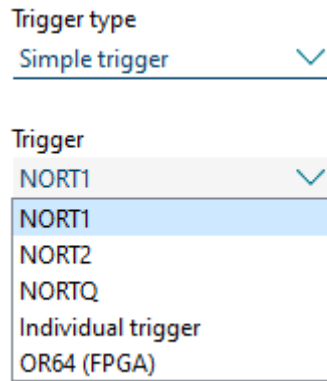 Trigger type
Simple trigger
Trigger
NORT1
NORT1
NORT2
NORTQ
Individual trigger
OR64 (FPGA)